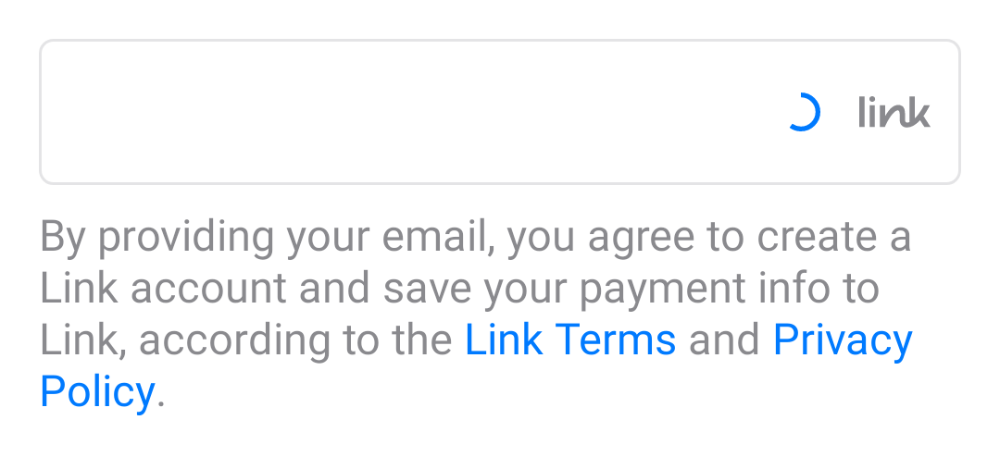 link
By providing your email, you agree to create a
Link account and save your payment info to
Link, according to the Link Terms and Privacy
Policy.